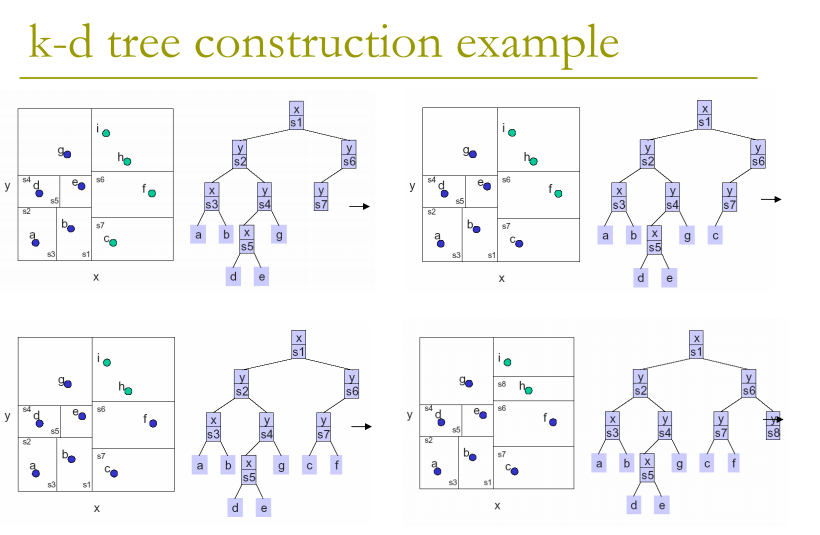 k-d tree construction example
i
g
h
s4 d e s6 f
s5
y
s2
b s7
a c
s3 s1
x
x
s1
y y
s2 s6
x y y
s3 s4 s7
a b x g
s5
d e
i
g
h
s4 d e s6 f
s5
y
s2
b s7
a c
s3 s1
x
x
s1
y y
s2 s6
x y y
s3 s4 s7
a b x g c
s5
d e
i
g
h
s4 d e s6 f
s5
y
s2
b s7
a c
s3 s1
x
x
s1
y y
s2 s6
x y y
s3 s4 s7
a b x g c f
s5
d e
i
g s8 h
s4 d e s6 f
s5
y
s2
b s7
a c
s3 s1
x
x
s1
y y
s2 s6
x y y y
s3 s4 s7 s8
a b x g c f
s5
d e